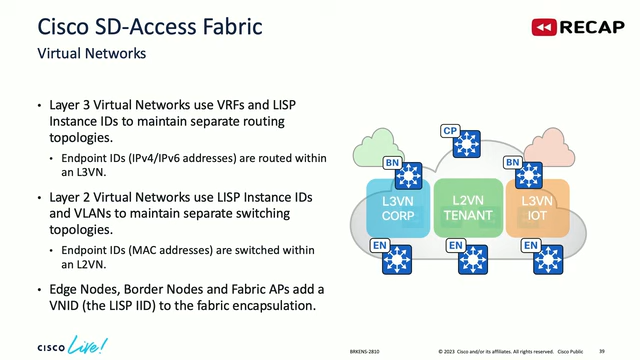 Cisco SD-Access Fabric
RECAP
Virtual Networks
• Layer 3 Virtual Networks use VRFs and LISP
Instance IDs to maintain separate routing
topologies.
• Endpoint IDs (IPv4/IPv6 addresses) are routed within
an L3VN.
• Layer 2 Virtual Networks use LISP Instance IDs
and VLANs to maintain separate switching
topologies.
• Endpoint IDs (MAC addresses) are switched within
an L2VN.
• Edge Nodes, Border Nodes and Fabric APs add a
VNID (the LISP IID) to the fabric encapsulation.
CP
BN
BN
L3VN
CORP
L2VN
TENANT
L3VN
IOT
EN
EN
EN
CISCO Live!
BRKENS-2810
© 2023 Cisco and/or its affiliates. All rights reserved. Cisco Public
39